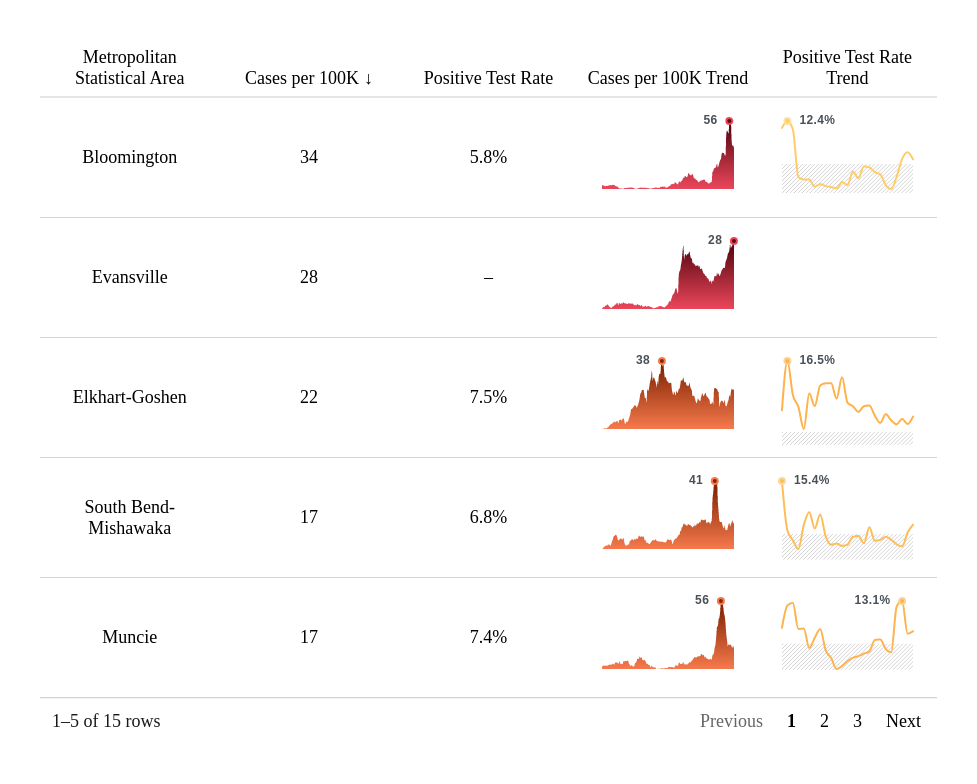 Metropolitan
Statistical Area
Cases per 100K ↓
Positive Test Rate
Cases per 100K Trend
Positive Test Rate
Trend
Bloomington
34
5.8%
56
12.4%
Evansville
28
–
28
Elkhart-Goshen
22
7.5%
38
16.5%
South Bend-
Mishawaka
17
6.8%
41
15.4%
Muncie
17
7.4%
56
13.1%
1–5 of 15 rows
Previous 1 2 3 Next